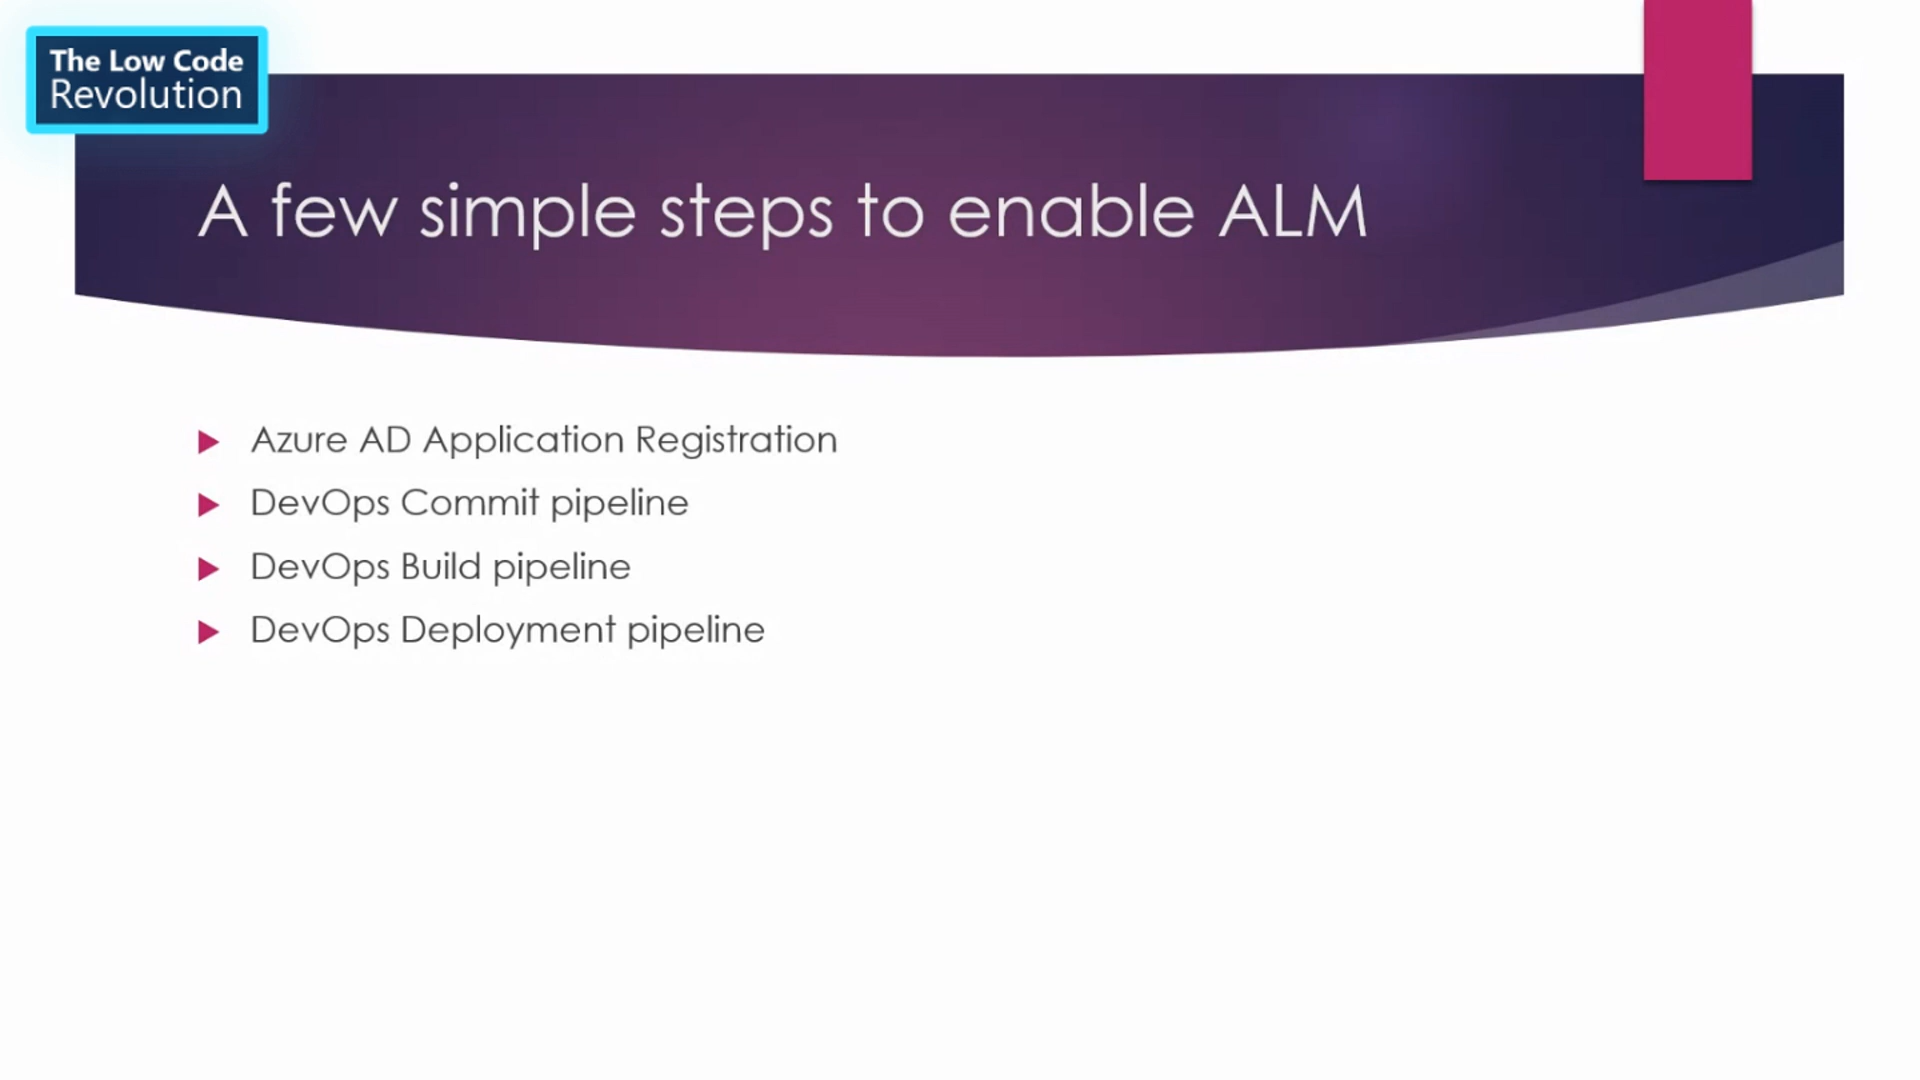 The Low Code
Revolution
A few simple steps to enable ALM
Azure AD Application Registration
DevOps Commit pipeline
DevOps Build pipeline
DevOps Deployment pipeline